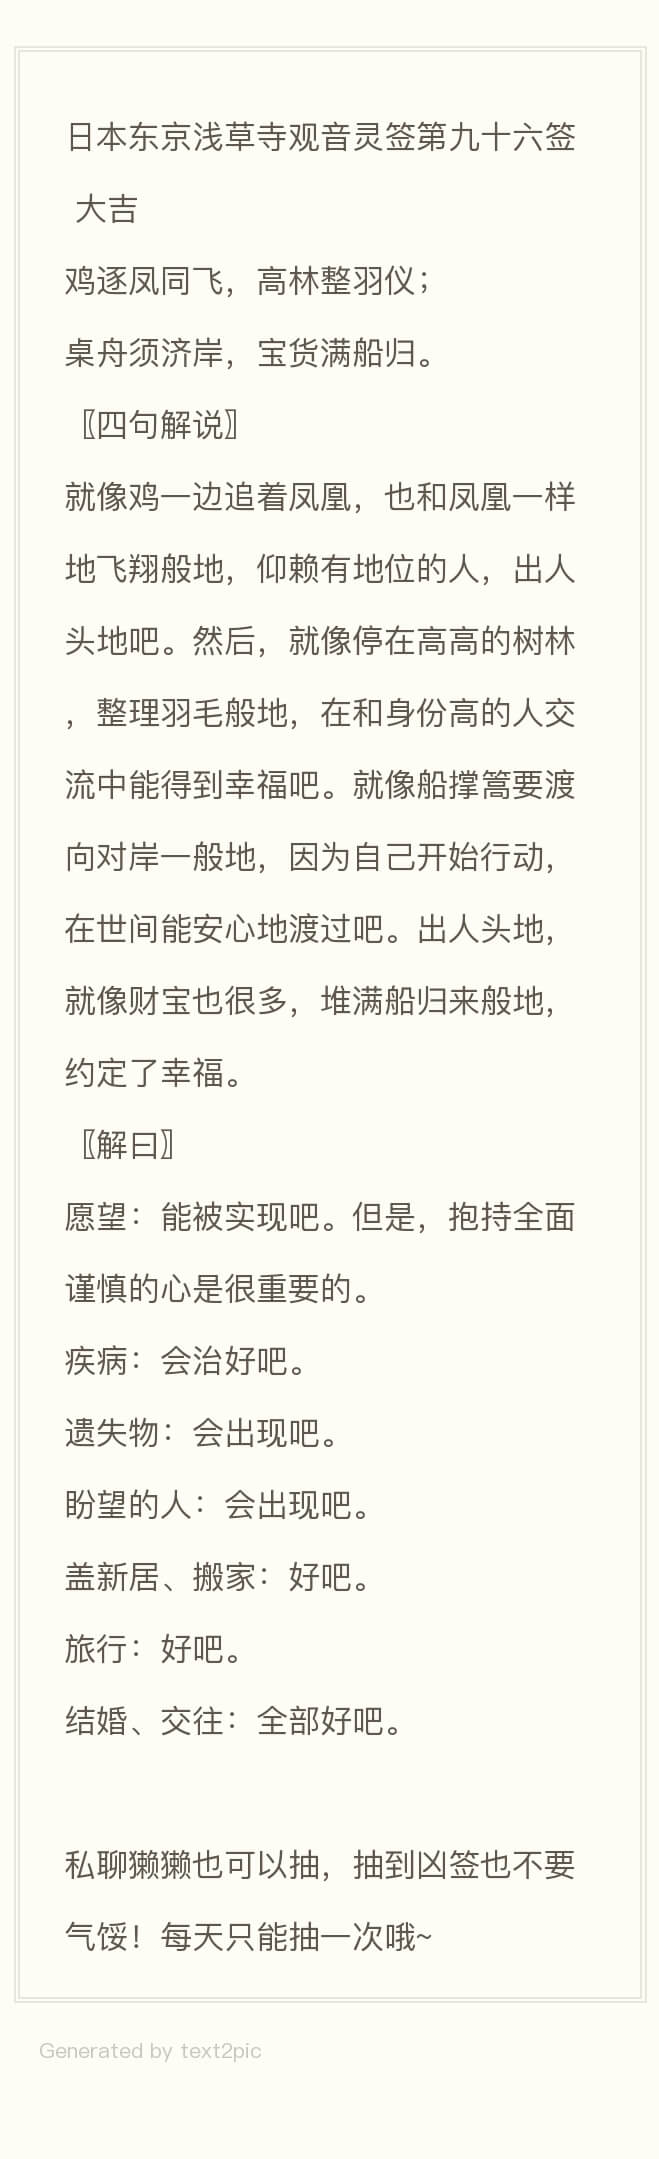 日本东京浅草寺观音灵签第九十六签
大吉
鸡逐凤同飞，高林整羽仪；
桌舟须济岸，宝货满船归。
〖四句解说〗
就像鸡一边追着凤凰，也和凤凰一样
地飞翔般地，仰赖有地位的人，出人
头地吧。然后，就像停在高高的树林
，整理羽毛般地，在和身份高的人交
流中能得到幸福吧。就像船撑篙要渡
向对岸一般地，因为自己开始行动，
在世间能安心地渡过吧。出人头地，
就像财宝也很多，堆满船归来般地，
约定了幸福。
〖解曰〗
愿望：能被实现吧。但是，抱持全面
谨慎的心是很重要的。
疾病：会治好吧。
遗失物：会出现吧。
盼望的人：会出现吧。
盖新居、搬家：好吧。
旅行：好吧。
结婚、交往：全部好吧。
私聊獭獭也可以抽，抽到凶签也不要
气馁！每天只能抽一次哦~
Generated by text2pic